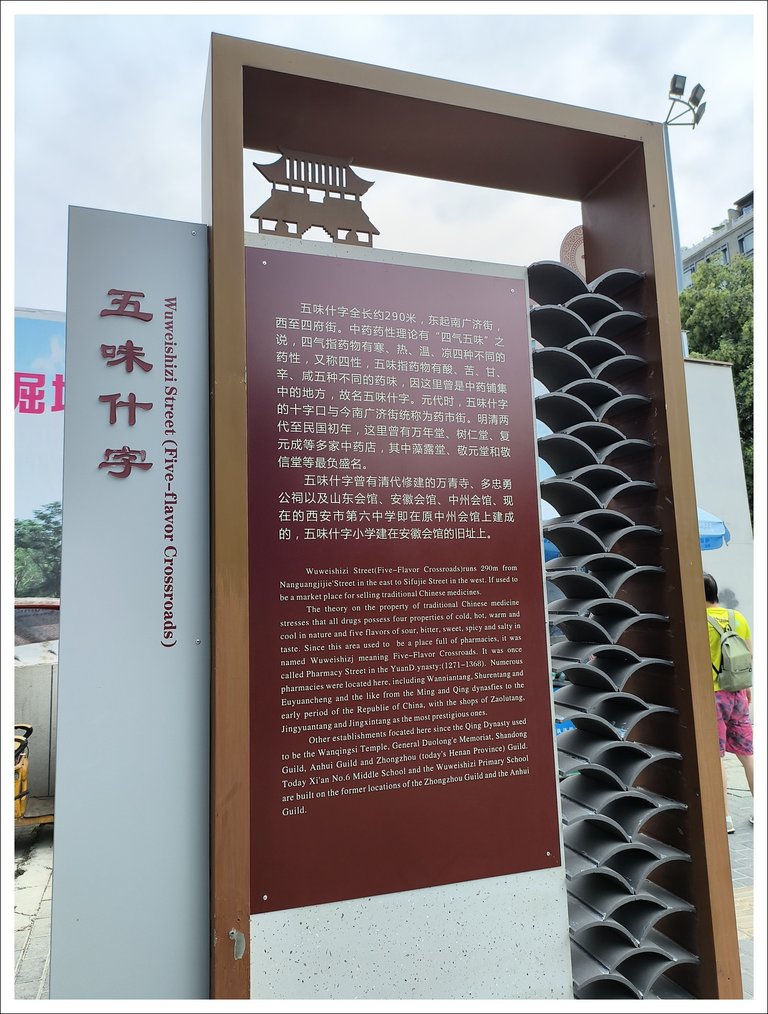 五味什字
Wuweishizi Street (Five-flavor Crossroads)
五味什字全长约290米，东起南广济街，
西至四府街。中药药性理论有“四气五味”之
说，四气指药物有寒、热、温、凉四种不同的
药性，又称四性，五味指药物有酸、苦、甘、
辛、咸五种不同的药味，因这里曾是中药铺集
中的地方，故名五味什字。元代时，五味什字
的十字口与今南广济街统称为药市街。明清两
代至民国初年，这里曾有万年堂、树仁堂、复
元成等多家中药店，其中藻露堂、敬元堂和敬
信堂等最负盛名。
五味什字曾有清代修建的万青寺、多忠勇
公祠以及山东会馆、安徽会馆、中州会馆、现
在的西安市第六中学即在原中州会馆上建成
的，五味什字小学建在安徽会馆的旧址上。
Wuweishizi Street(Five-Flavor Crossroads)runs 290m from
Nanguangjijie Street in the east to Sifujie Street in the west. If used to
be a market place for selling traditional Chinese medicines.
The theory on the property of traditional Chinese medicine
stresses that all drugs possess four properties of cold, hot, warm and
cool in nature and five flavors of sour, bitter, sweet, spicy and salty in
taste. Since this area used to be a place full of pharmacies, it was
named Wuweishizj meaning Five-Flavor Crossroads. It was once
called Pharmacy Street in the YuanD.ynasty:(1271–1368). Numerous
pharmacies were located here, including Wanniantang, Shurentang and
Euyuancheng and the like from the Ming and Qing dynasfies to the
early period of the Republie of China, with the shops of Zaolutang,
Jingyuantang and Jingxintang as the most prestigious ones.
Other establishments focated here since the Qing Dynasty used
to be the Wanqingsi Temple, General Duolong'e Memoriat, Shandong
Guild, Anhui Guild and Zhongzhou (today's Henan Province) Guild.
Today Xi'an No.6 Middle School and the Wuweishizi Primary School
are built on the former locations of the Zhongzhou Guild and the Anhui
Guild.
掘